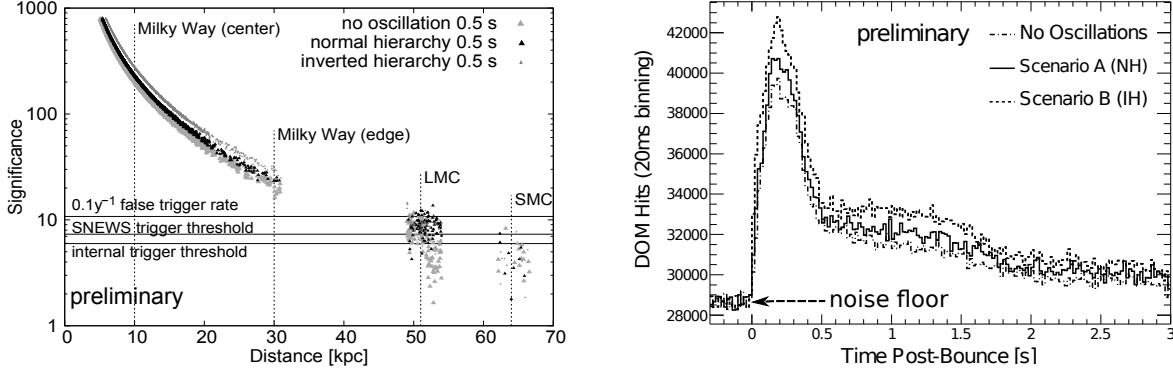 1000
100
10
1
Significance
Milky Way (center)
no oscillation 0.5 s
normal hierarchy 0.5 s
inverted hierarchy 0.5 s
Milky Way (edge)
LMC
SMC
0.1y⁻¹ false trigger rate
SNEWS trigger threshold
internal trigger threshold
preliminary
0 10 20 30 40 50 60 70
Distance [kpc]
DOM Hits (20ms binning)
42000
40000
38000
36000
34000
32000
30000
28000
preliminary
No Oscillations
Scenario A (NH)
Scenario B (IH)
noise floor
0 0.5 1 1.5 2 2.5 3
Time Post-Bounce [s]